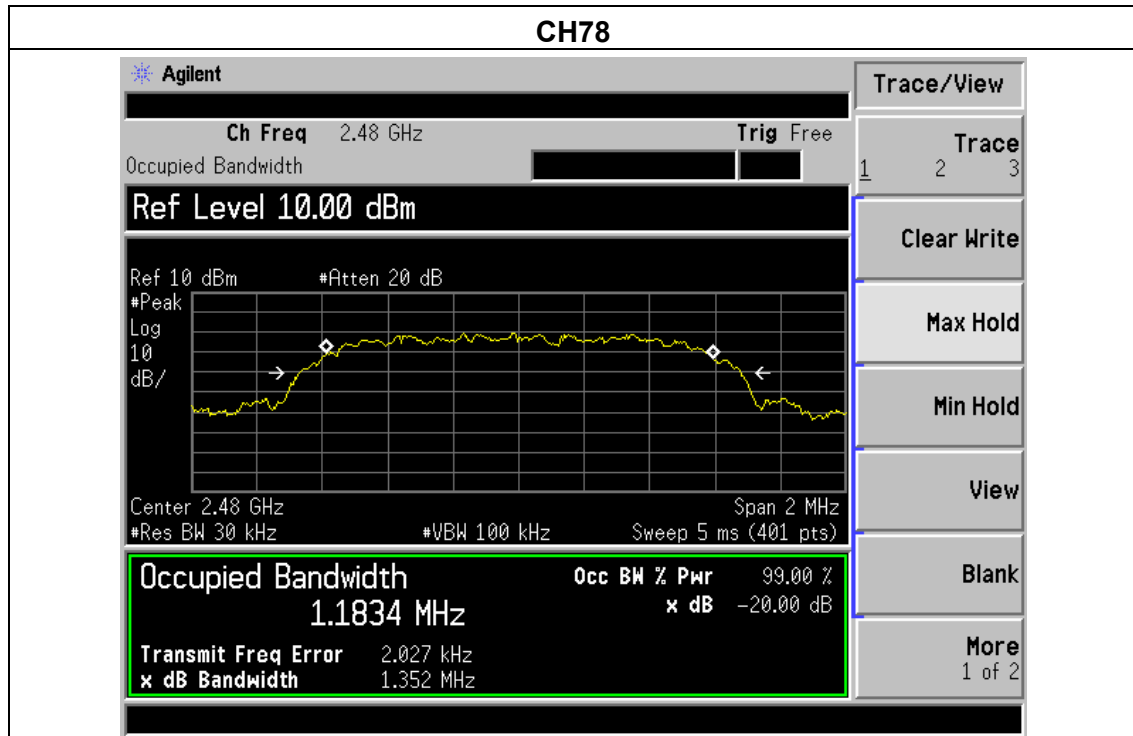 CH78
Agilent
Trace/View
Ch Freq 2.48 GHz Trig Free
Occupied Bandwidth
Trace
1 2 3
Ref Level 10.00 dBm
Clear Write
Ref 10 dBm #Atten 20 dB
#Peak
Log
10
dB/
Max Hold
Min Hold
View
Center 2.48 GHz Span 2 MHz
#Res BW 30 kHz #VBW 100 kHz Sweep 5 ms (401 pts)
Occupied Bandwidth Occ BW % Pwr 99.00 %
1.1834 MHz x dB -20.00 dB
Blank
Transmit Freq Error 2.027 kHz
x dB Bandwidth 1.352 MHz
More
1 of 2